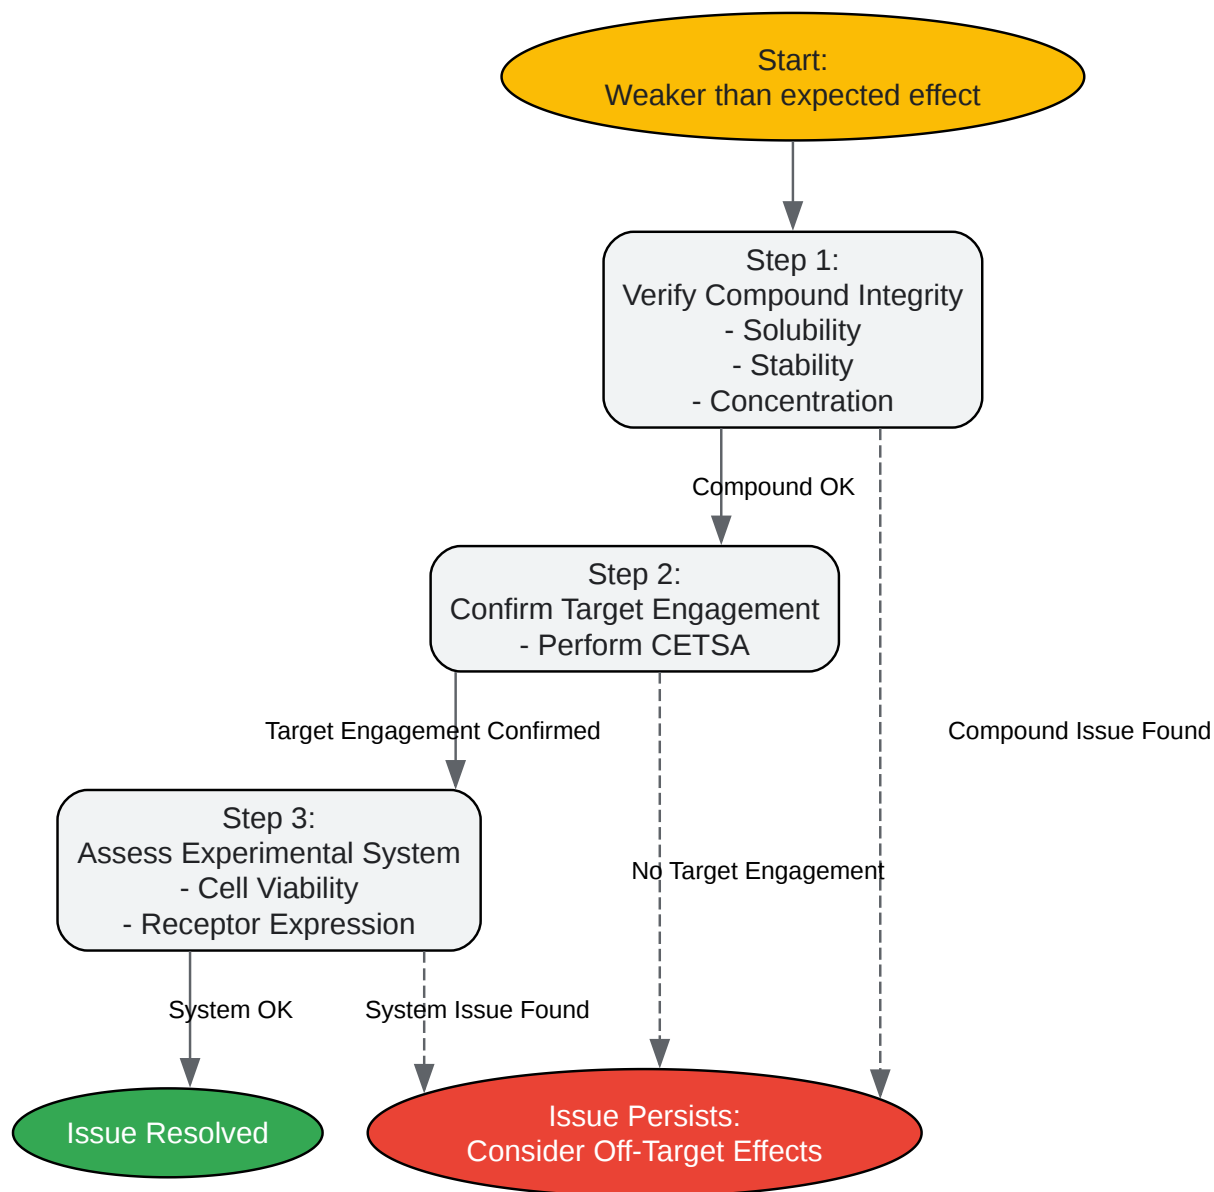 Start:
Weaker than expected effect
Step 1:
Verify Compound Integrity
- Solubility
- Stability
- Concentration
Compound OK
Step 2:
Confirm Target Engagement
- Perform CETSA
Target Engagement Confirmed
Compound Issue Found
Step 3:
Assess Experimental System
- Cell Viability
- Receptor Expression
No Target Engagement
System OK
System Issue Found
Issue Resolved
Issue Persists:
Consider Off-Target Effects